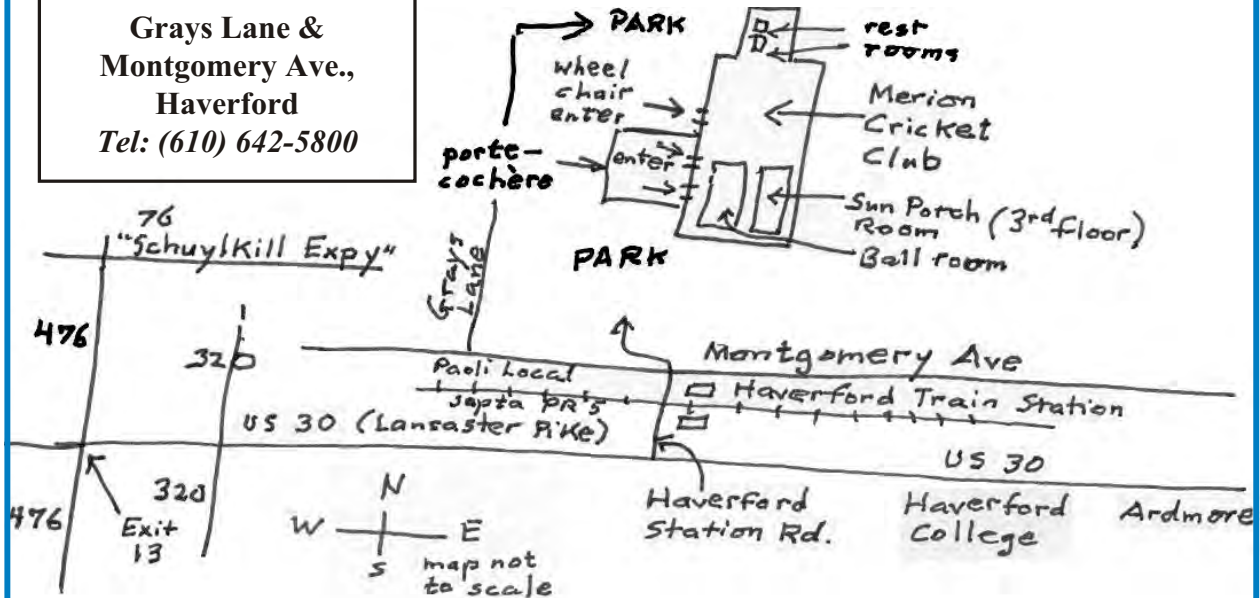 Grays Lane &
Montgomery Ave.,
Haverford
Tel: (610) 642-5800
PARK
rest
rooms
wheel
chair
enter
Merion
Cricket
Club
porte-
cochère
enter
Sun Porch (3rd floor)
Room
Ball room
PARK
76
"Schuylkill Expy"
Grays
Lane
476
320
Montgomery Ave
Paoli Local
Septa PR 5
Haverford Train Station
US 30 (Lansaster Pike)
US 30
476
Exit
13
320
N
W
E
S
map not
to scale
Haverford
Station Rd.
Haverford
College
Ardmore